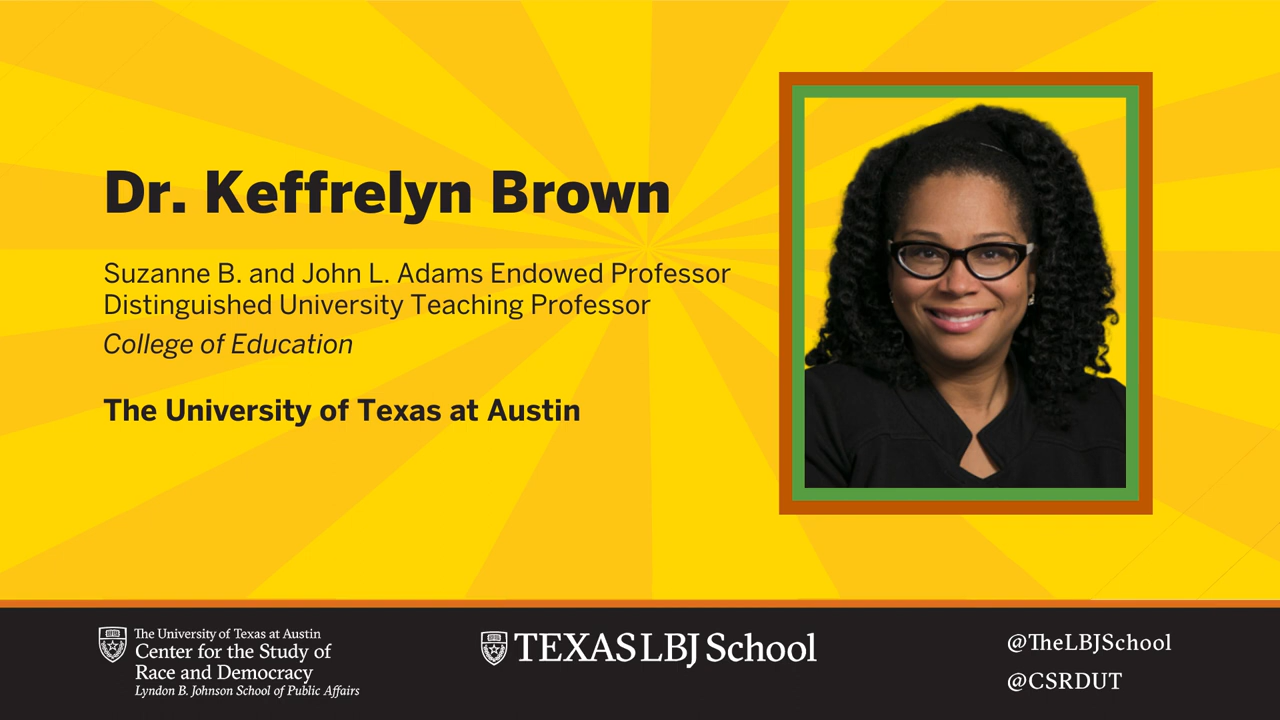 Dr. Keffrelyn Brown
Suzanne B. and John L. Adams Endowed Professor
Distinguished University Teaching Professor
College of Education
The University of Texas at Austin
The University of Texas at Austin
Center for the Study of
Race and Democracy
Lyndon B. Johnson School of Public Affairs
TEXAS LBJ School
@TheLBJSchool
@CSRDUT